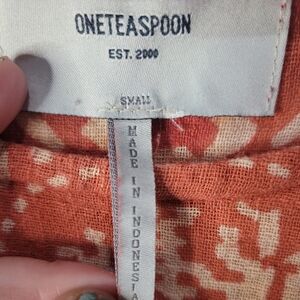 ONETEASPOON
EST. 2000
SMALL
MADE IN INDONESIA